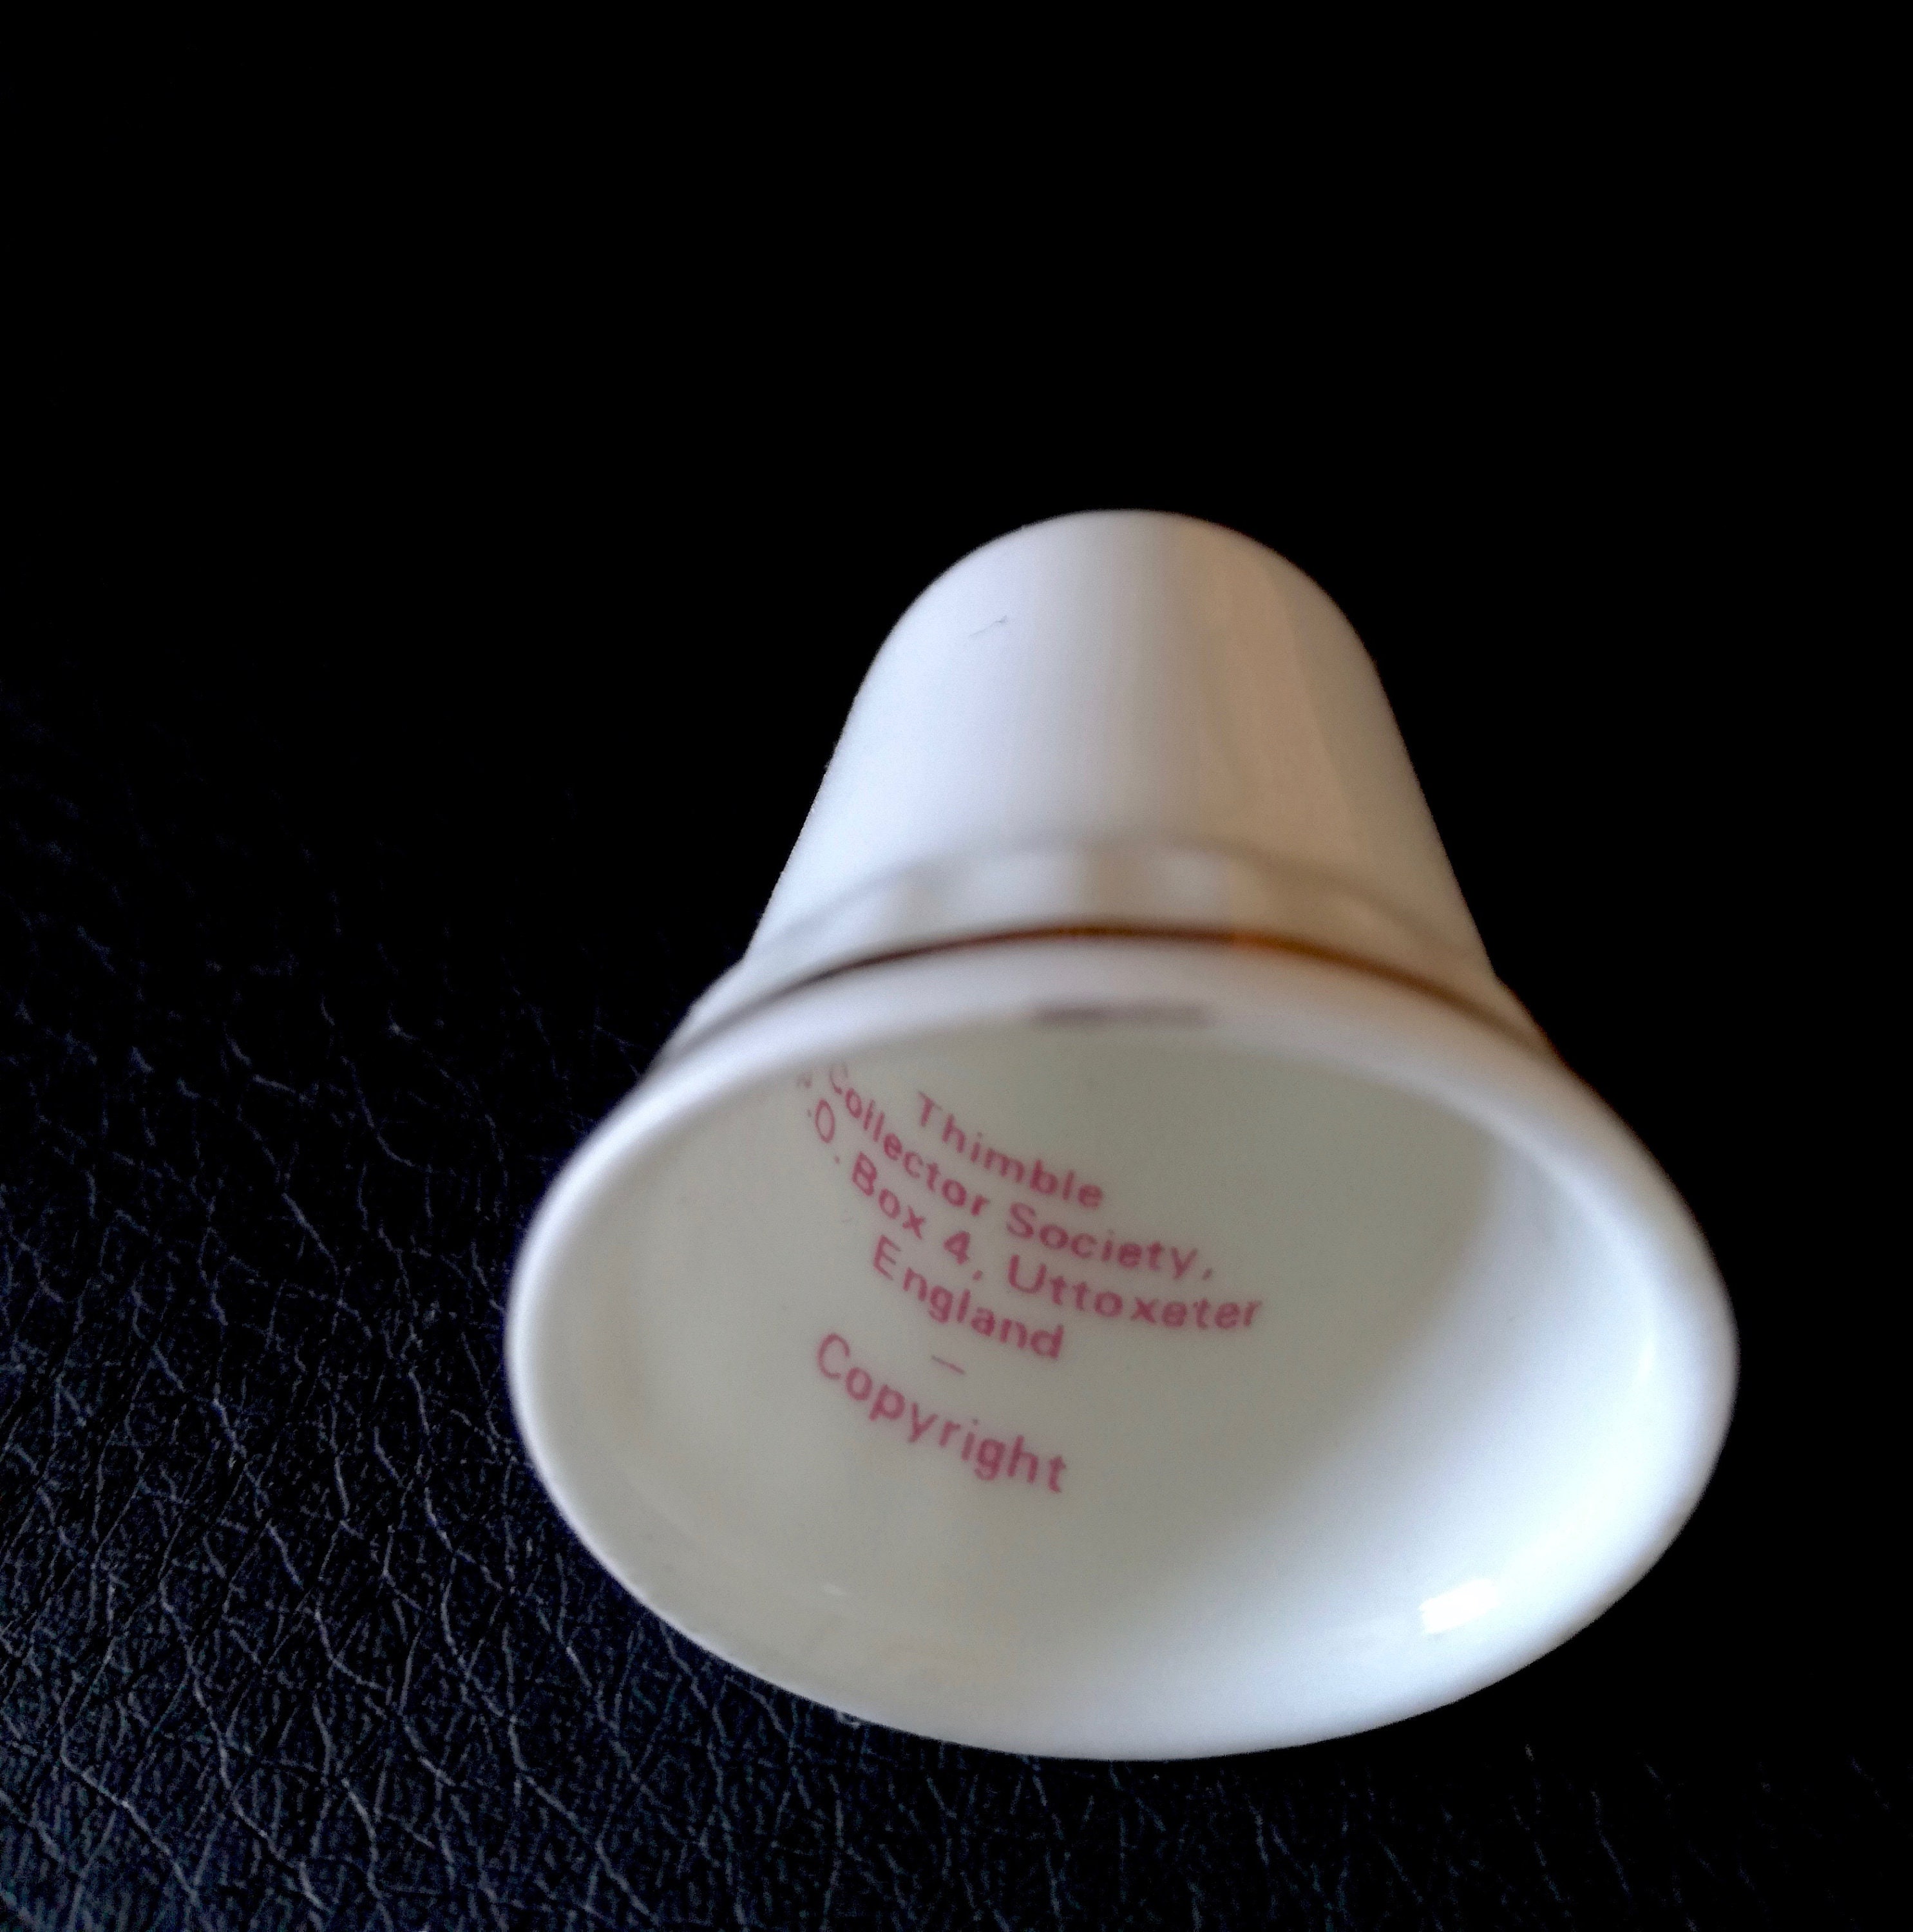 Thimble
Collector Society,
.O. Box 4, Uttoxeter
England
—
Copyright